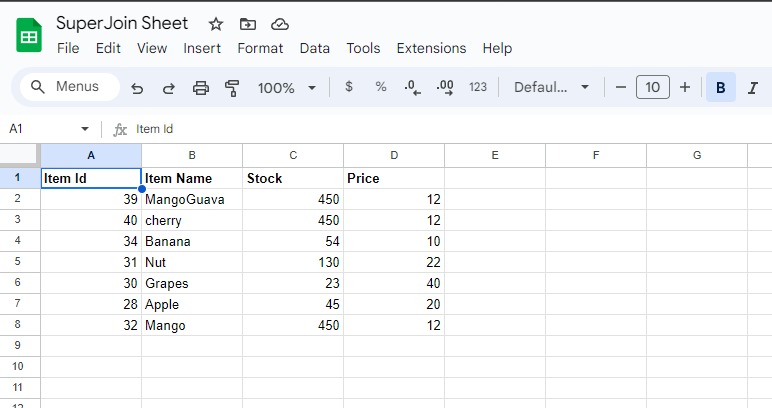 SuperJoin Sheet
File Edit View Insert Format Data Tools Extensions Help
Menus 100% $ % .0 .00 123 Defaul... − 10 + B I
A1 fx Item Id
A B C D E F G
1 Item Id Item Name Stock Price
2 39 MangoGuava 450 12
3 40 cherry 450 12
4 34 Banana 54 10
5 31 Nut 130 22
6 30 Grapes 23 40
7 28 Apple 45 20
8 32 Mango 450 12
9
10
11
12